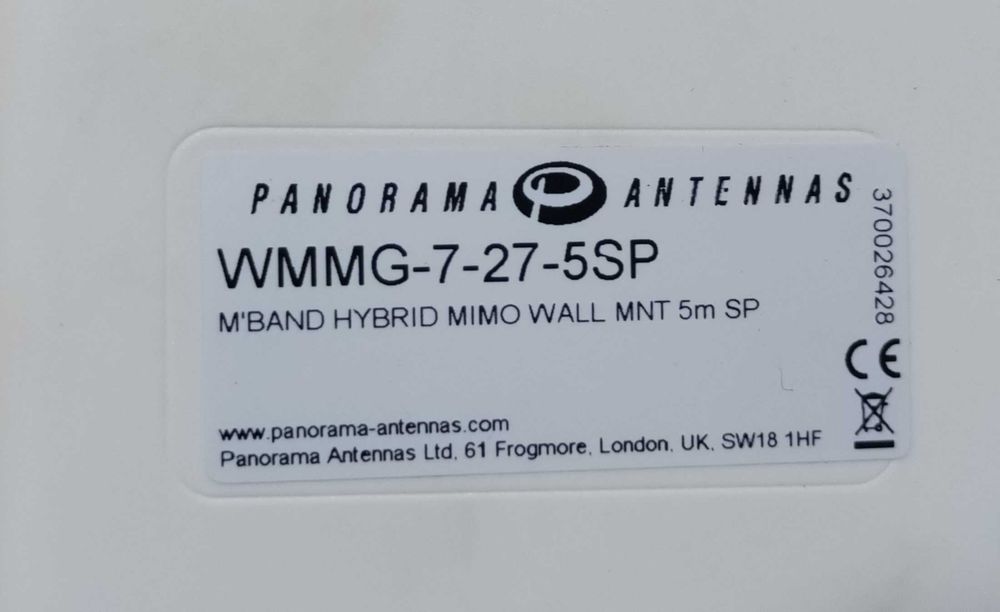 PANORAMA ANTENNAS
WMMG-7-27-5SP
M'BAND HYBRID MIMO WALL MNT 5m SP
370026428
CE
www.panorama-antennas.com
Panorama Antennas Ltd, 61 Frogmore, London, UK, SW18 1HF